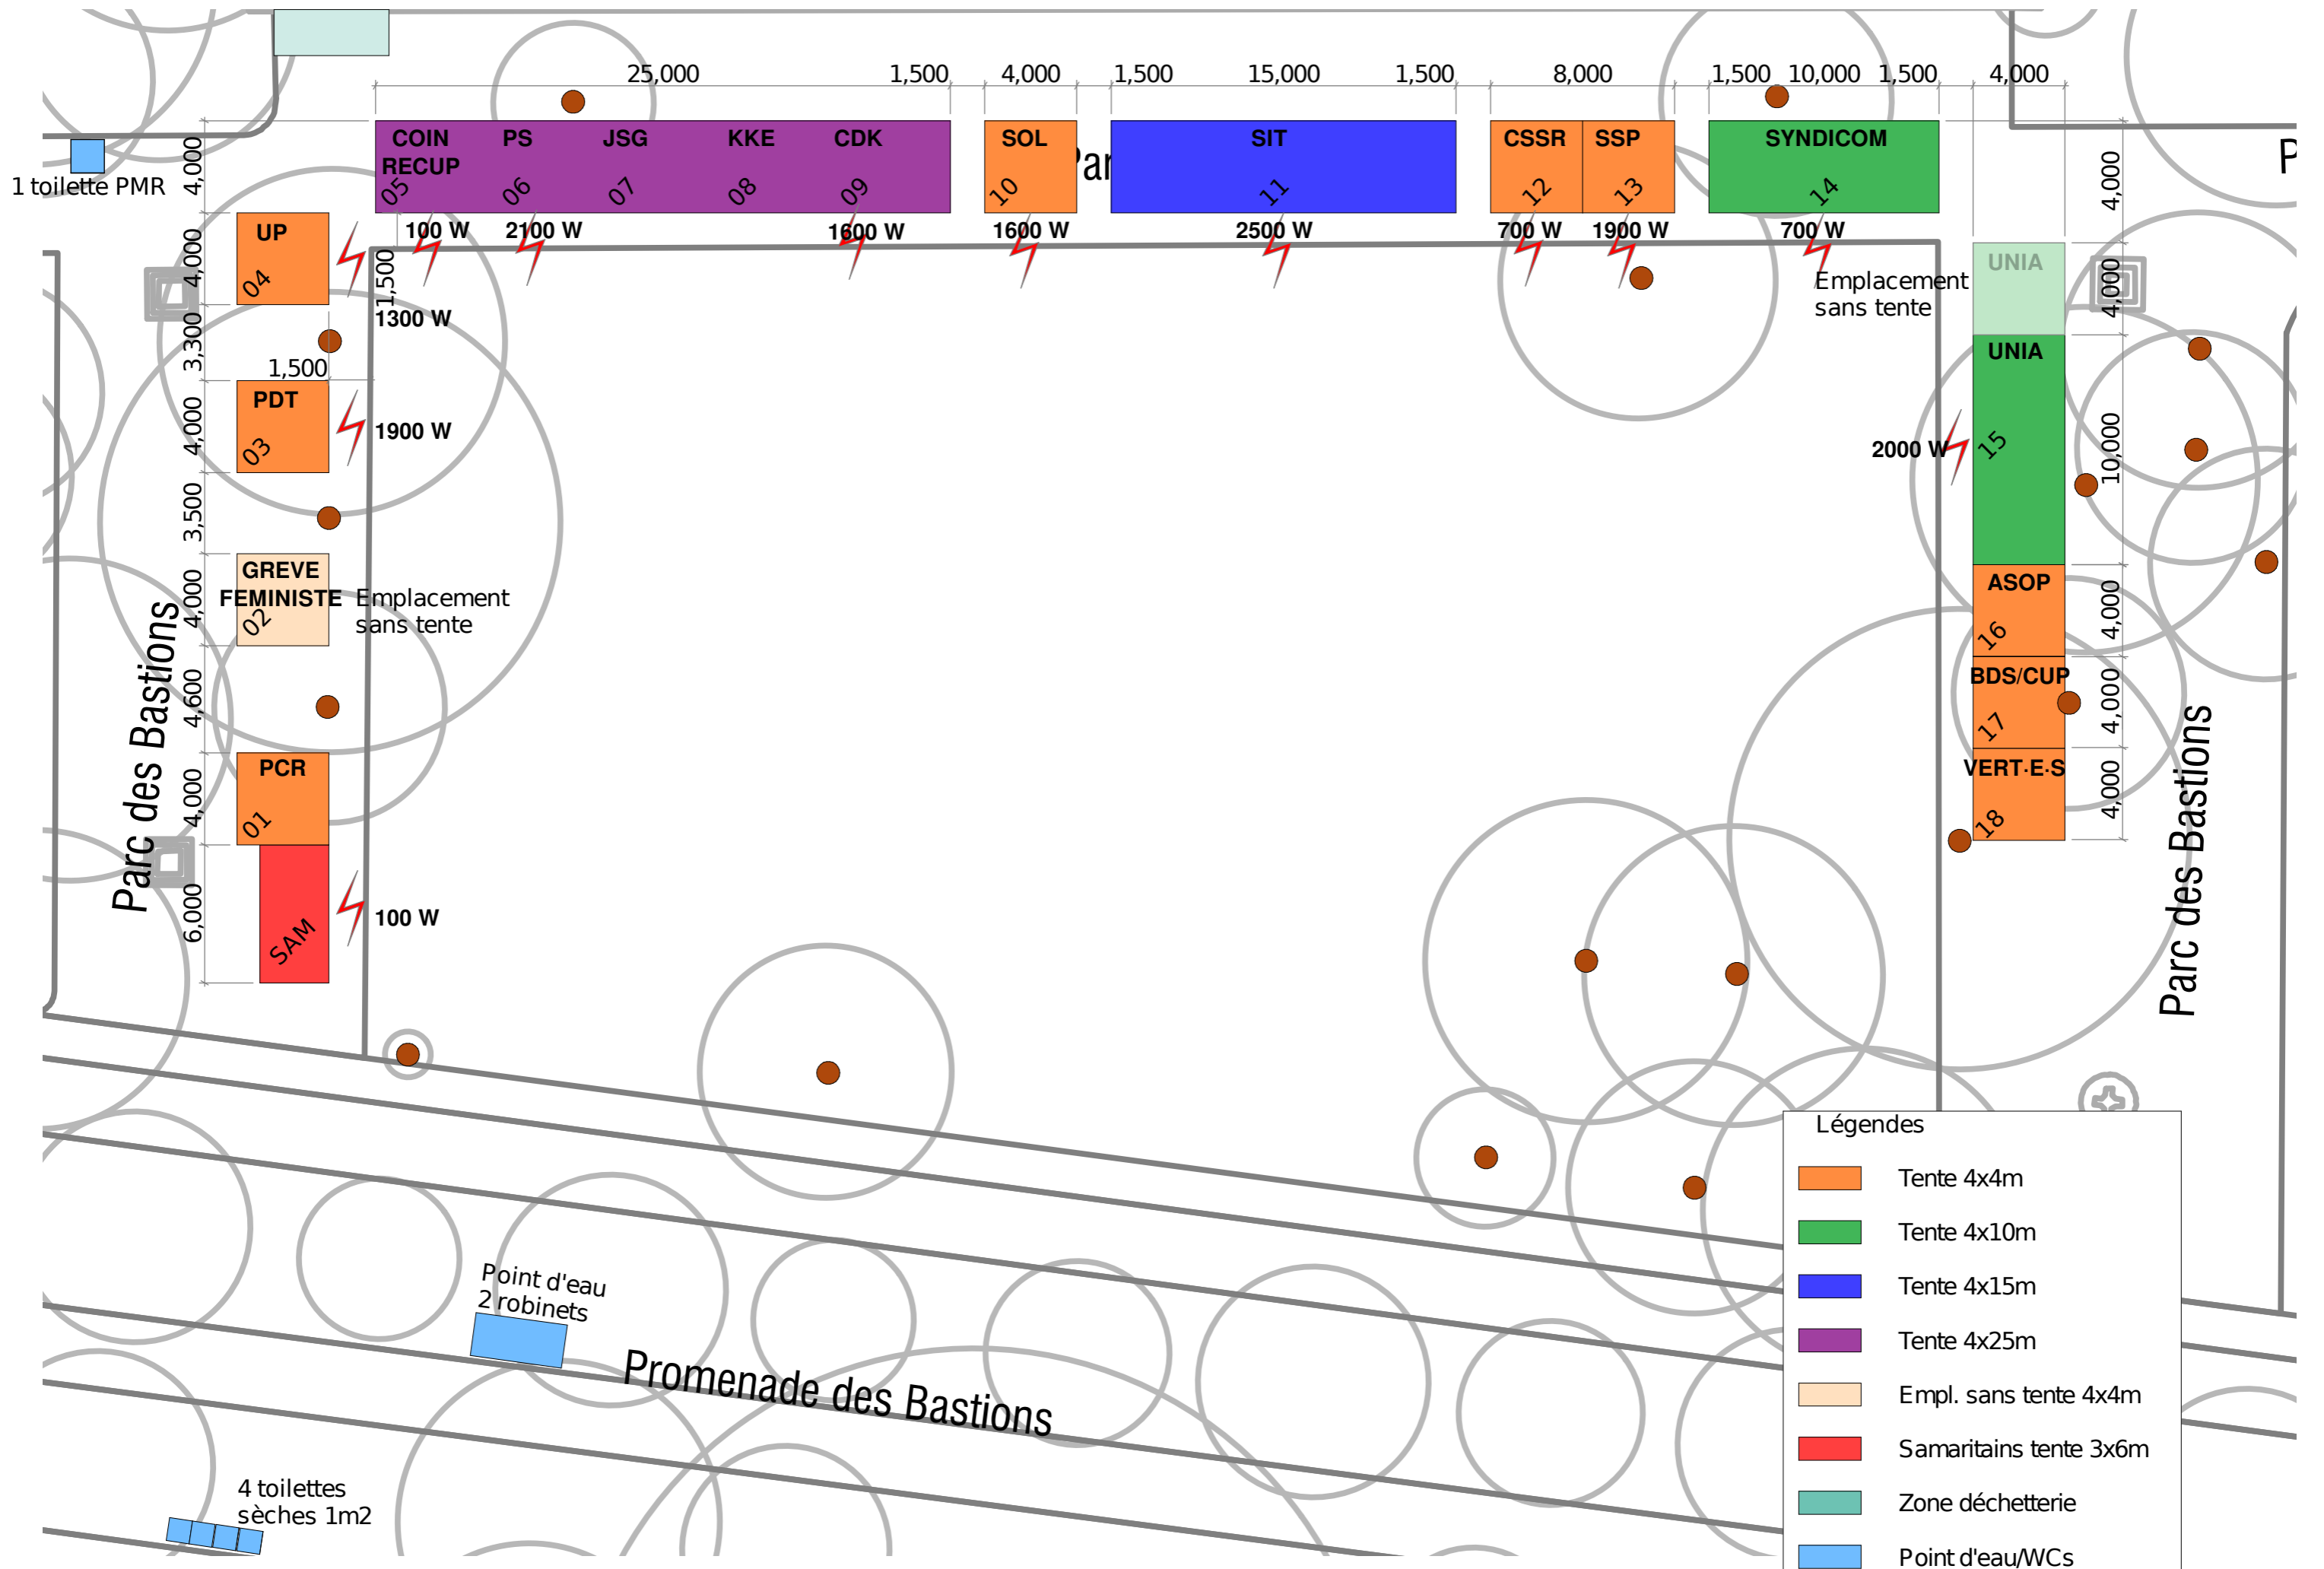 25,000
1,500
4,000
1,500
15,000
1,500
8,000
1,500
10,000
1,500
4,000
1 toilette PMR
4,000
COIN
RECUP
05
PS
06
JSG
07
KKE
08
CDK
09
SOL
10
Par
SIT
11
CSSR
12
SSP
13
SYNDICOM
14
4,000
P
100 W
2100 W
1600 W
1600 W
2500 W
700 W
1900 W
700 W
UP
04
4,000
1,500
1300 W
3,300
1,500
PDT
03
4,000
1900 W
3,500
GREVE
FEMINISTE
02
4,000
Emplacement
sans tente
4,600
PCR
01
4,000
SAM
6,000
100 W
Parc des Bastions
Emplacement
sans tente
UNIA
4,000
UNIA
15
2000 W
10,000
ASOP
16
4,000
BDS/CUP
17
4,000
VERT·E·S
18
4,000
Parc des Bastions
Point d'eau
2 robinets
Promenade des Bastions
4 toilettes
sèches 1m2
Légendes
Tente 4x4m
Tente 4x10m
Tente 4x15m
Tente 4x25m
Empl. sans tente 4x4m
Samaritains tente 3x6m
Zone déchetterie
Point d'eau/WCs